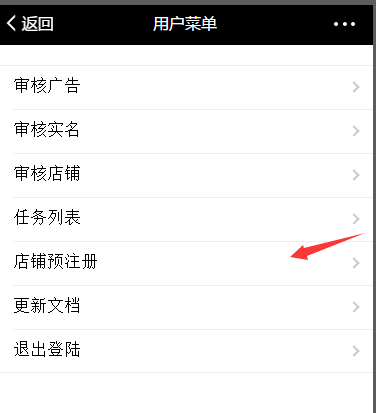 返回 用户菜单
审核广告
审核实名
审核店铺
任务列表
店铺预注册
更新文档
退出登陆